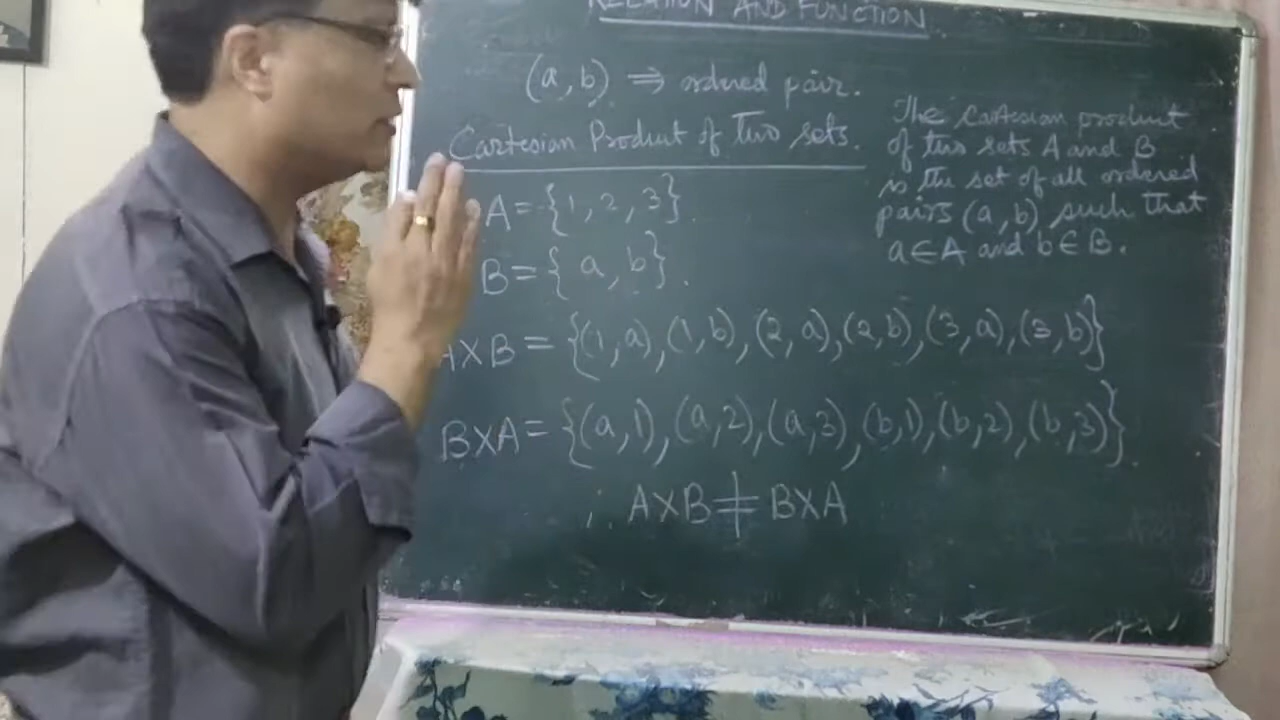 RELATION AND FUNCTION
(a, b) ⇒ ordered pair.
Cartesian Product of Two sets.
A = {1, 2, 3}.
B = {a, b}.
A X B = {(1, a), (1, b), (2, a), (2, b), (3, a), (3, b)}
B X A = {(a, 1), (a, 2), (a, 3), (b, 1), (b, 2), (b, 3)}.
∴ A X B ≠ B X A
The Cartesian product
of two sets A and B
is the set of all ordered
pairs (a, b) such that
a ∈ A and b ∈ B.